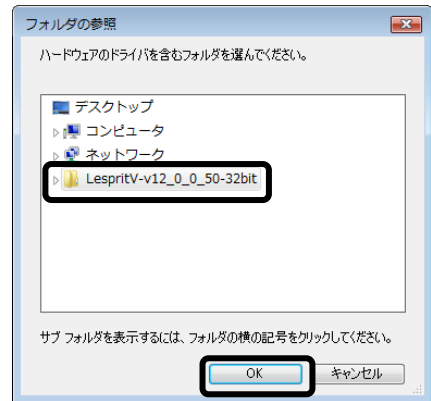 フォルダの参照
ハードウェアのドライバを含むフォルダを選んでください。
デスクトップ
コンピュータ
ネットワーク
LespritV-v12_0_0_50-32bit
サブ フォルダを表示するには、フォルダの横の記号をクリックしてください。
OK キャンセル